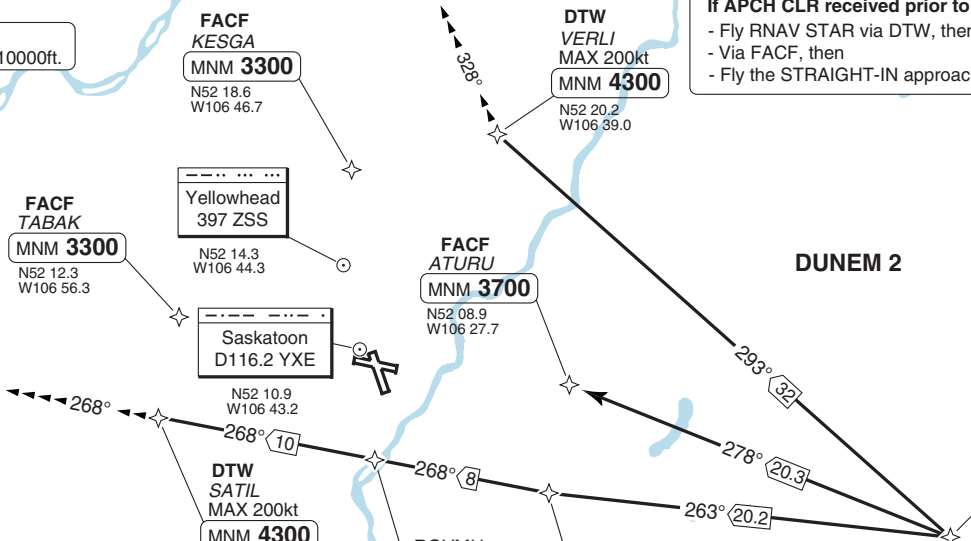 10000ft.
FACF
KESGA
MNM 3300
N52 18.6
W106 46.7
328°
DTW
VERLI
MAX 200kt
MNM 4300
N52 20.2
W106 39.0
If APCH CLR received prior to
- Fly RNAV STAR via DTW, then
- Via FACF, then
- Fly the STRAIGHT-IN
Yellowhead
397 ZSS
N52 14.3
W106 44.3
FACF
TABAK
MNM 3300
N52 12.3
W106 56.3
FACF
ATURU
MNM 3700
N52 08.9
W106 27.7
DUNEM 2
Saskatoon
D116.2 YXE
N52 10.9
W106 43.2
293° 32
278° 20.3
268°
268° 10
268° 8
263° 20.2
DTW
SATIL
MAX 200kt
MNM 4300